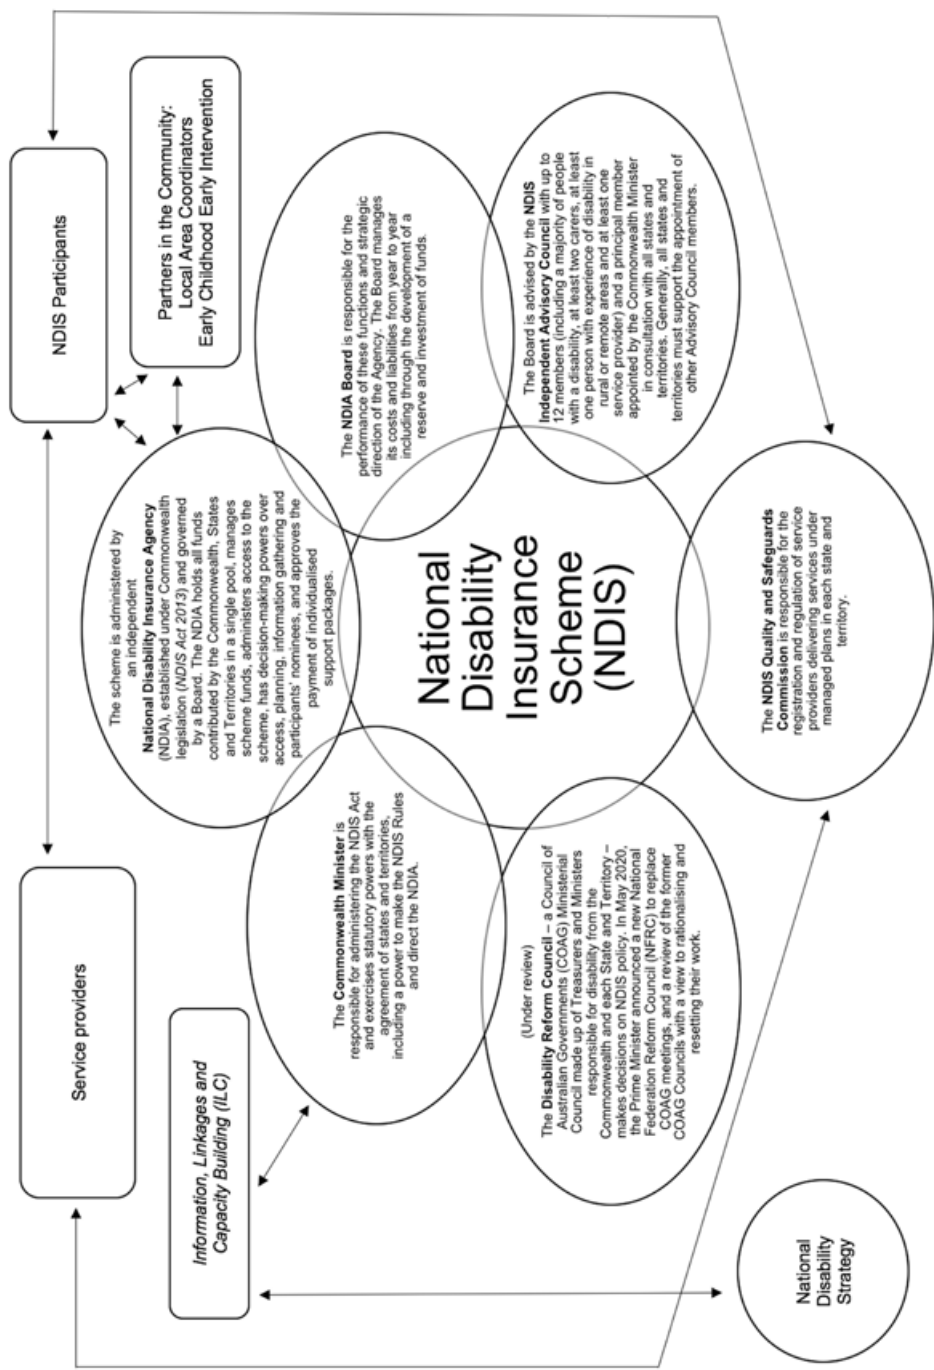 Service providers
NDIS Participants
Information, Linkages and
Capacity Building (ILC)
Partners in the Community:
Local Area Coordinators
Early Childhood Early Intervention
The scheme is administered by
an independent
National Disability Insurance Agency
(NDIA), established under Commonwealth
legislation (NDIS Act 2013) and governed
by a Board. The NDIA holds all funds
contributed by the Commonwealth, States
and Territories in a single pool, manages
scheme funds, administers access to the
scheme, has decision-making powers over
access, planning, information gathering and
participants' nominees, and approves the
payment of individualised
support packages.
The Commonwealth Minister is
responsible for administering the NDIS Act
and exercises statutory powers with the
agreement of states and territories,
including a power to make the NDIS Rules
and direct the NDIA.
The NDIA Board is responsible for the
performance of these functions and strategic
direction of the Agency. The Board manages
its costs and liabilities from year to year
including through the development of a
reserve and investment of funds.
National
Disability
Insurance
Scheme
(NDIS)
(Under review)
The Disability Reform Council – a Council of
Australian Governments (COAG) Ministerial
Council made up of Treasurers and Ministers
responsible for disability from the
Commonwealth and each State and Territory –
makes decisions on NDIS policy. In May 2020,
the Prime Minister announced a new National
Federation Reform Council (NFRC) to replace
COAG meetings, and a review of the former
COAG Councils with a view to rationalising and
resetting their work.
The Board is advised by the NDIS
Independent Advisory Council with up to
12 members (including a majority of people
with a disability, at least two carers, at least
one person with experience of disability in
rural or remote areas and at least one
service provider) and a principal member
appointed by the Commonwealth Minister
in consultation with all states and
territories. Generally, all states and
territories must support the appointment of
other Advisory Council members.
National
Disability
Strategy
The NDIS Quality and Safeguards
Commission is responsible for the
registration and regulation of service
providers delivering services under
managed plans in each state and
territory.